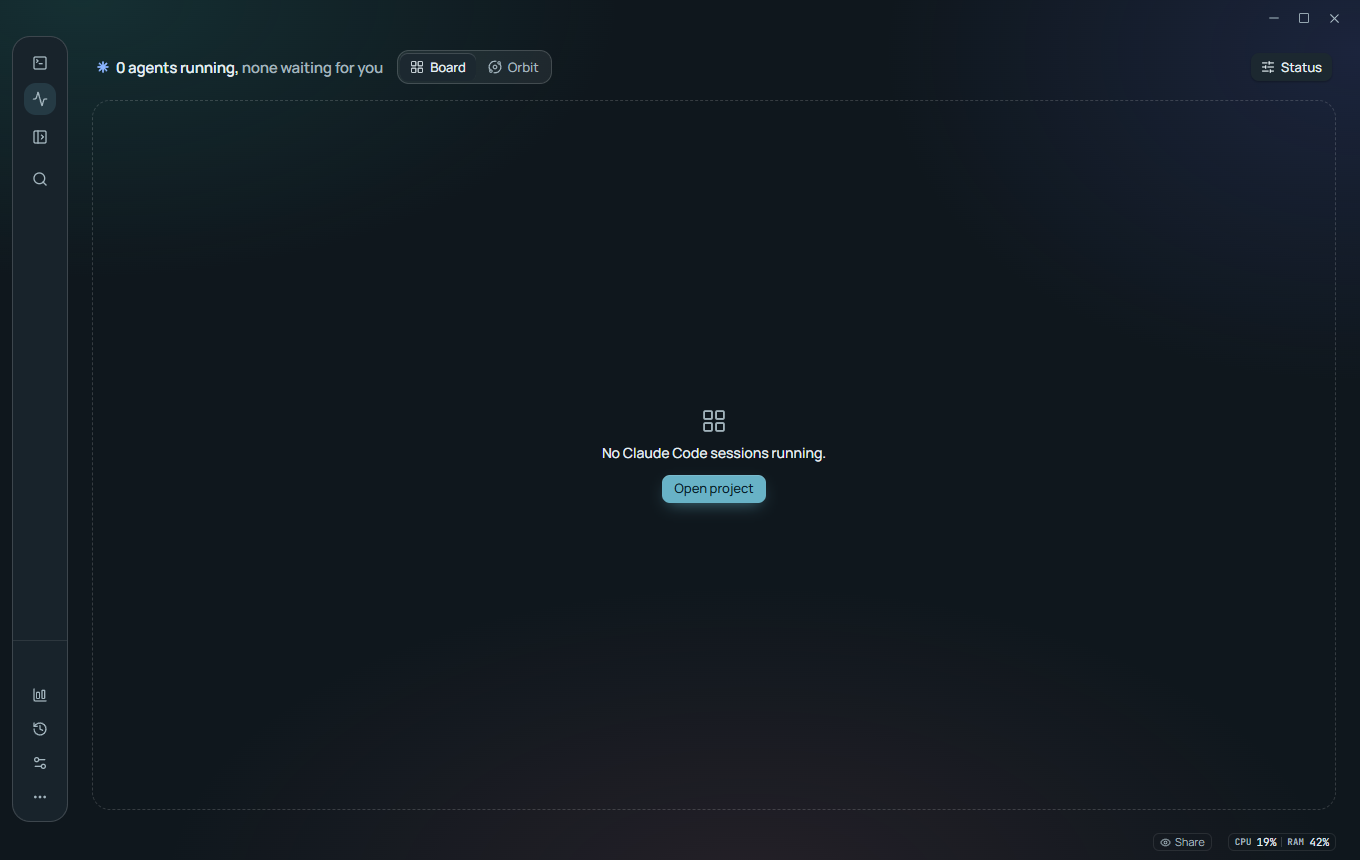 0 agents running, none waiting for you
Board
Orbit
Status
No Claude Code sessions running.
Open project
Share
CPU 19% RAM 42%